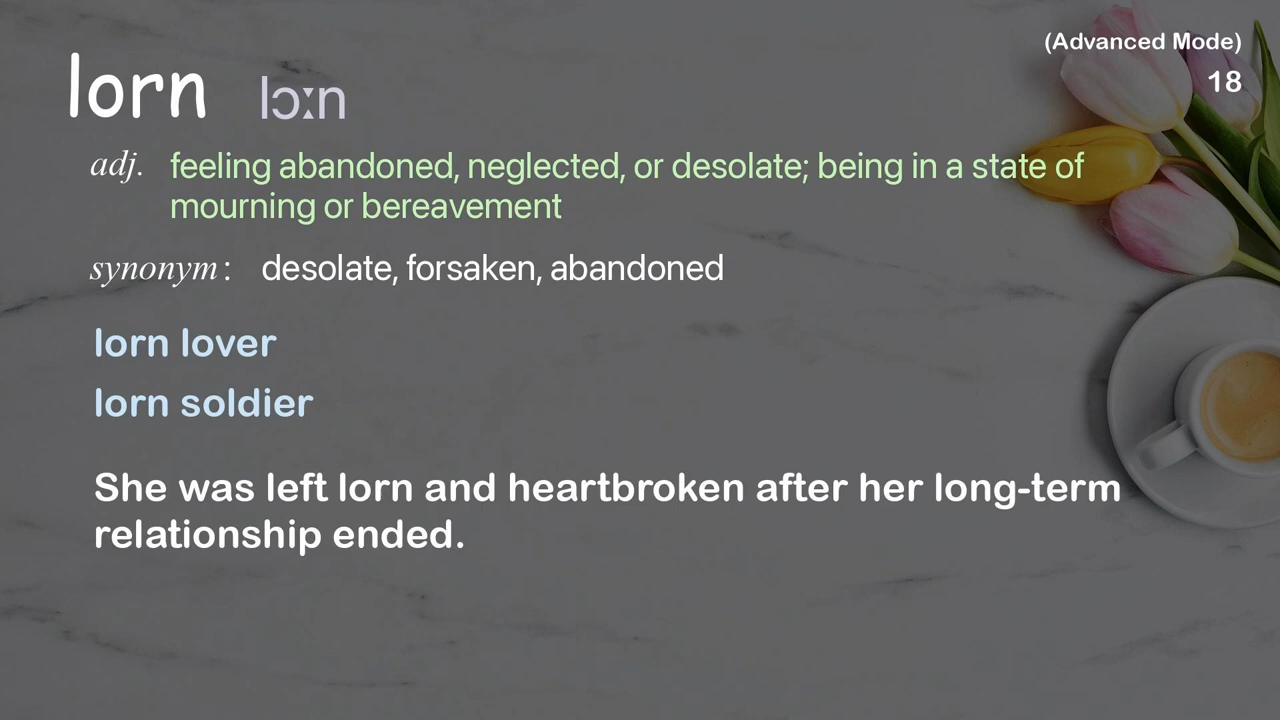 (Advanced Mode)
18
lorn lɔːn
adj. feeling abandoned, neglected, or desolate; being in a state of
mourning or bereavement
synonym : desolate, forsaken, abandoned
lorn lover
lorn soldier
She was left lorn and heartbroken after her long-term
relationship ended.